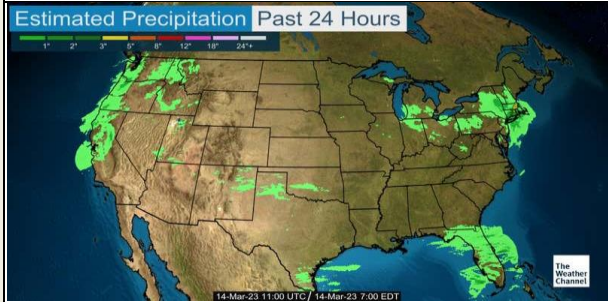 Estimated Precipitation Past 24 Hours
1" 2" 3" 5" 8" 12" 18" 24"+
The
Weather
Channel
14-Mar-23 11:00 UTC / 14-Mar-23 7:00 EDT